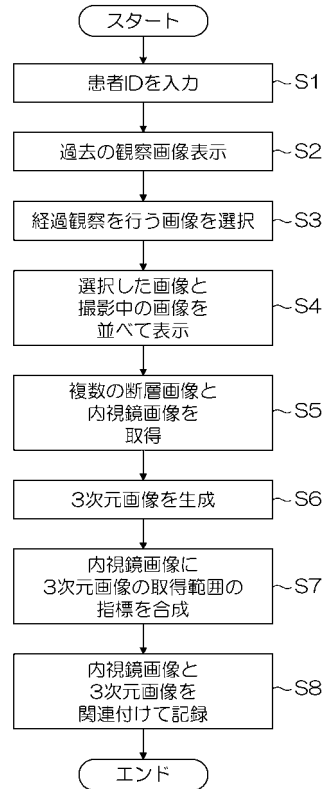 スタート
患者IDを入力
S1
過去の観察画像表示
S2
経過観察を行う画像を選択
S3
選択した画像と
撮影中の画像を
並べて表示
S4
複数の断層画像と
内視鏡画像を
取得
S5
3次元画像を生成
S6
内視鏡画像に
3次元画像の取得範囲の
指標を合成
S7
内視鏡画像と
3次元画像を
関連付けて記録
S8
エンド